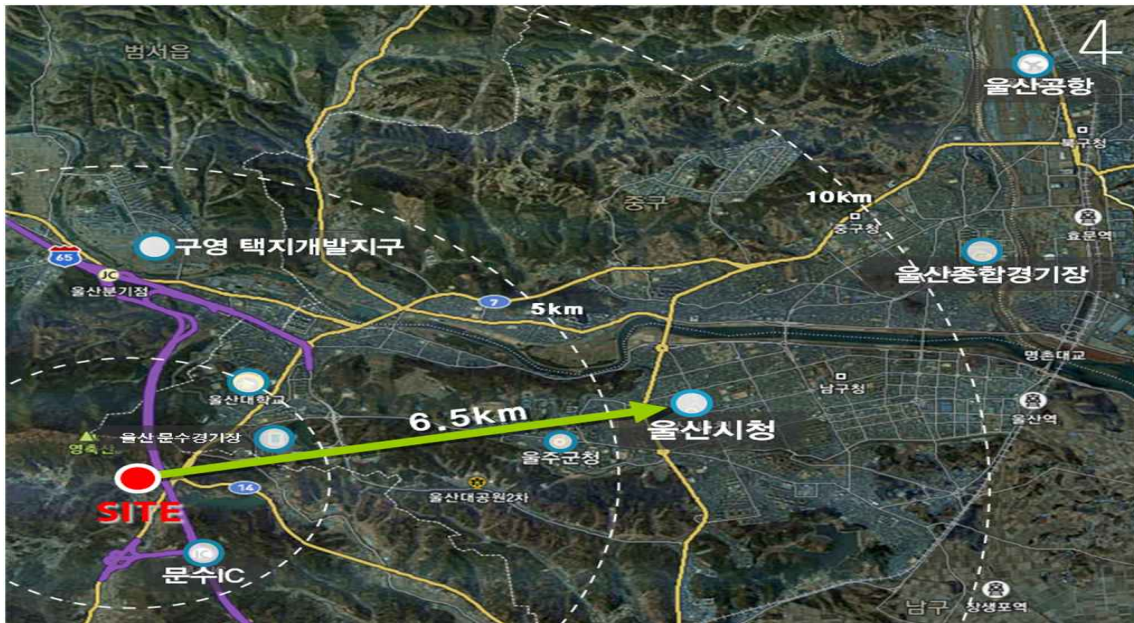 4
범서읍
울산공항
북구청
10km
중구
중구청
효문역
구영 택지개발지구
65
JC
울산분기점
울산종합경기장
7
5km
명촌대교
울산대학교
남구청
6.5km
울산시청
울산역
울산 문수경기장
영축산
울주군청
SITE
14
울산대공원2차
IC
문수IC
남구
장생포역